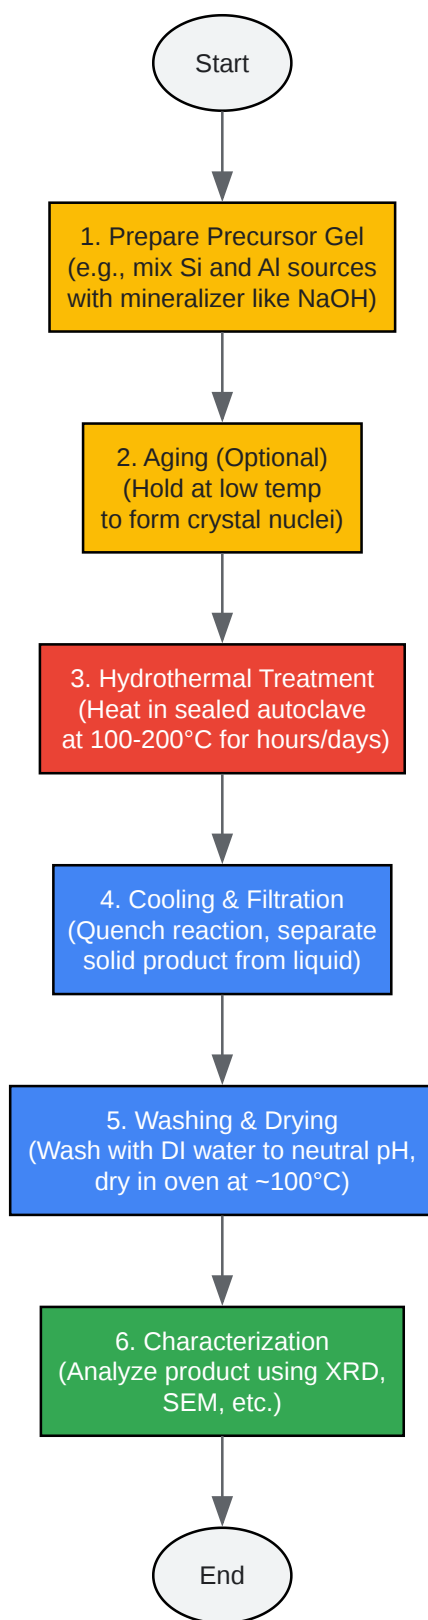 Start
1. Prepare Precursor Gel
(e.g., mix Si and Al sources
with mineralizer like NaOH)
2. Aging (Optional)
(Hold at low temp
to form crystal nuclei)
3. Hydrothermal Treatment
(Heat in sealed autoclave
at 100-200°C for hours/days)
4. Cooling & Filtration
(Quench reaction, separate
solid product from liquid)
5. Washing & Drying
(Wash with DI water to neutral pH,
dry in oven at ~100°C)
6. Characterization
(Analyze product using XRD,
SEM, etc.)
End